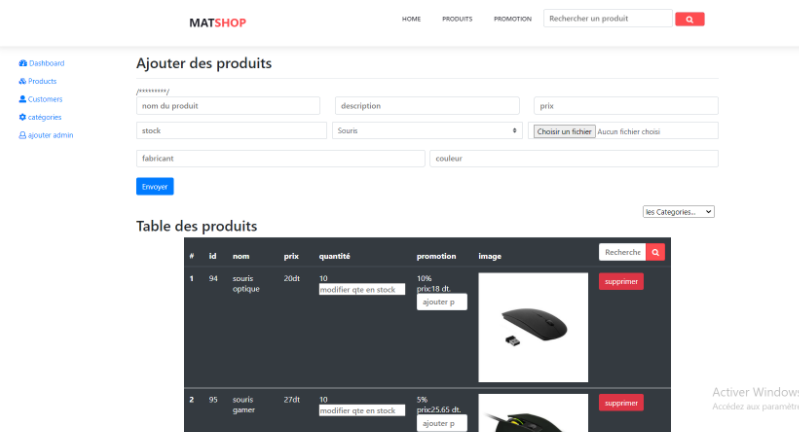 MATSHOP
HOME PRODUITS PROMOTION Rechercher un produit
Dashboard
Products
Customers
catégories
ajouter admin
Ajouter des produits
/*********/
nom du produit description prix
stock Souris Choisir un fichier Aucun fichier choisi
fabricant couleur
Envoyer
les Categories...
Table des produits
# id nom prix quantité promotion image Recherche
1 94 souris optique 20dt 10 10% supprimer
modifier qte en stock prix:18 dt.
ajouter p
2 95 souris gamer 27dt 10 5% supprimer
modifier qte en stock prix:25.65 dt.
ajouter p
Activer Windows
Accédez aux paramètre